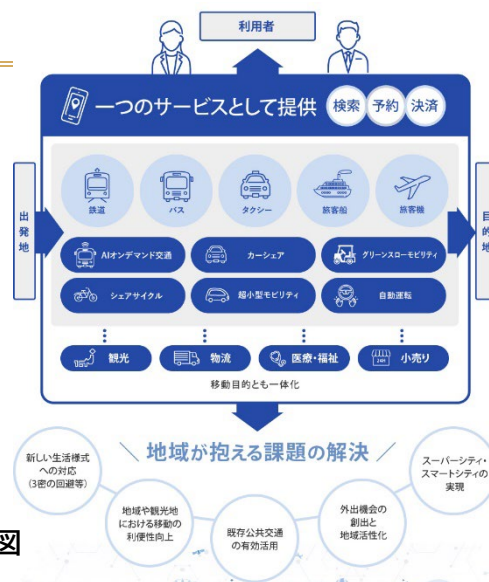 利用者
一つのサービスとして提供 検索 予約 決済
出発地
目的地
鉄道 バス タクシー 旅客船 旅客機
AIオンデマンド交通 カーシェア グリーンスローモビリティ
シェアサイクル 超小型モビリティ 自動運転
観光 物流 医療・福祉 24H 小売り
移動目的とも一体化
地域が抱える課題の解決
新しい生活様式
への対応
(3密の回避等)
地域や観光地
における移動の
利便性向上
既存公共交通
の有効活用
外出機会の
創出と
地域活性化
スーパーシティ・
スマートシティの
実現
図